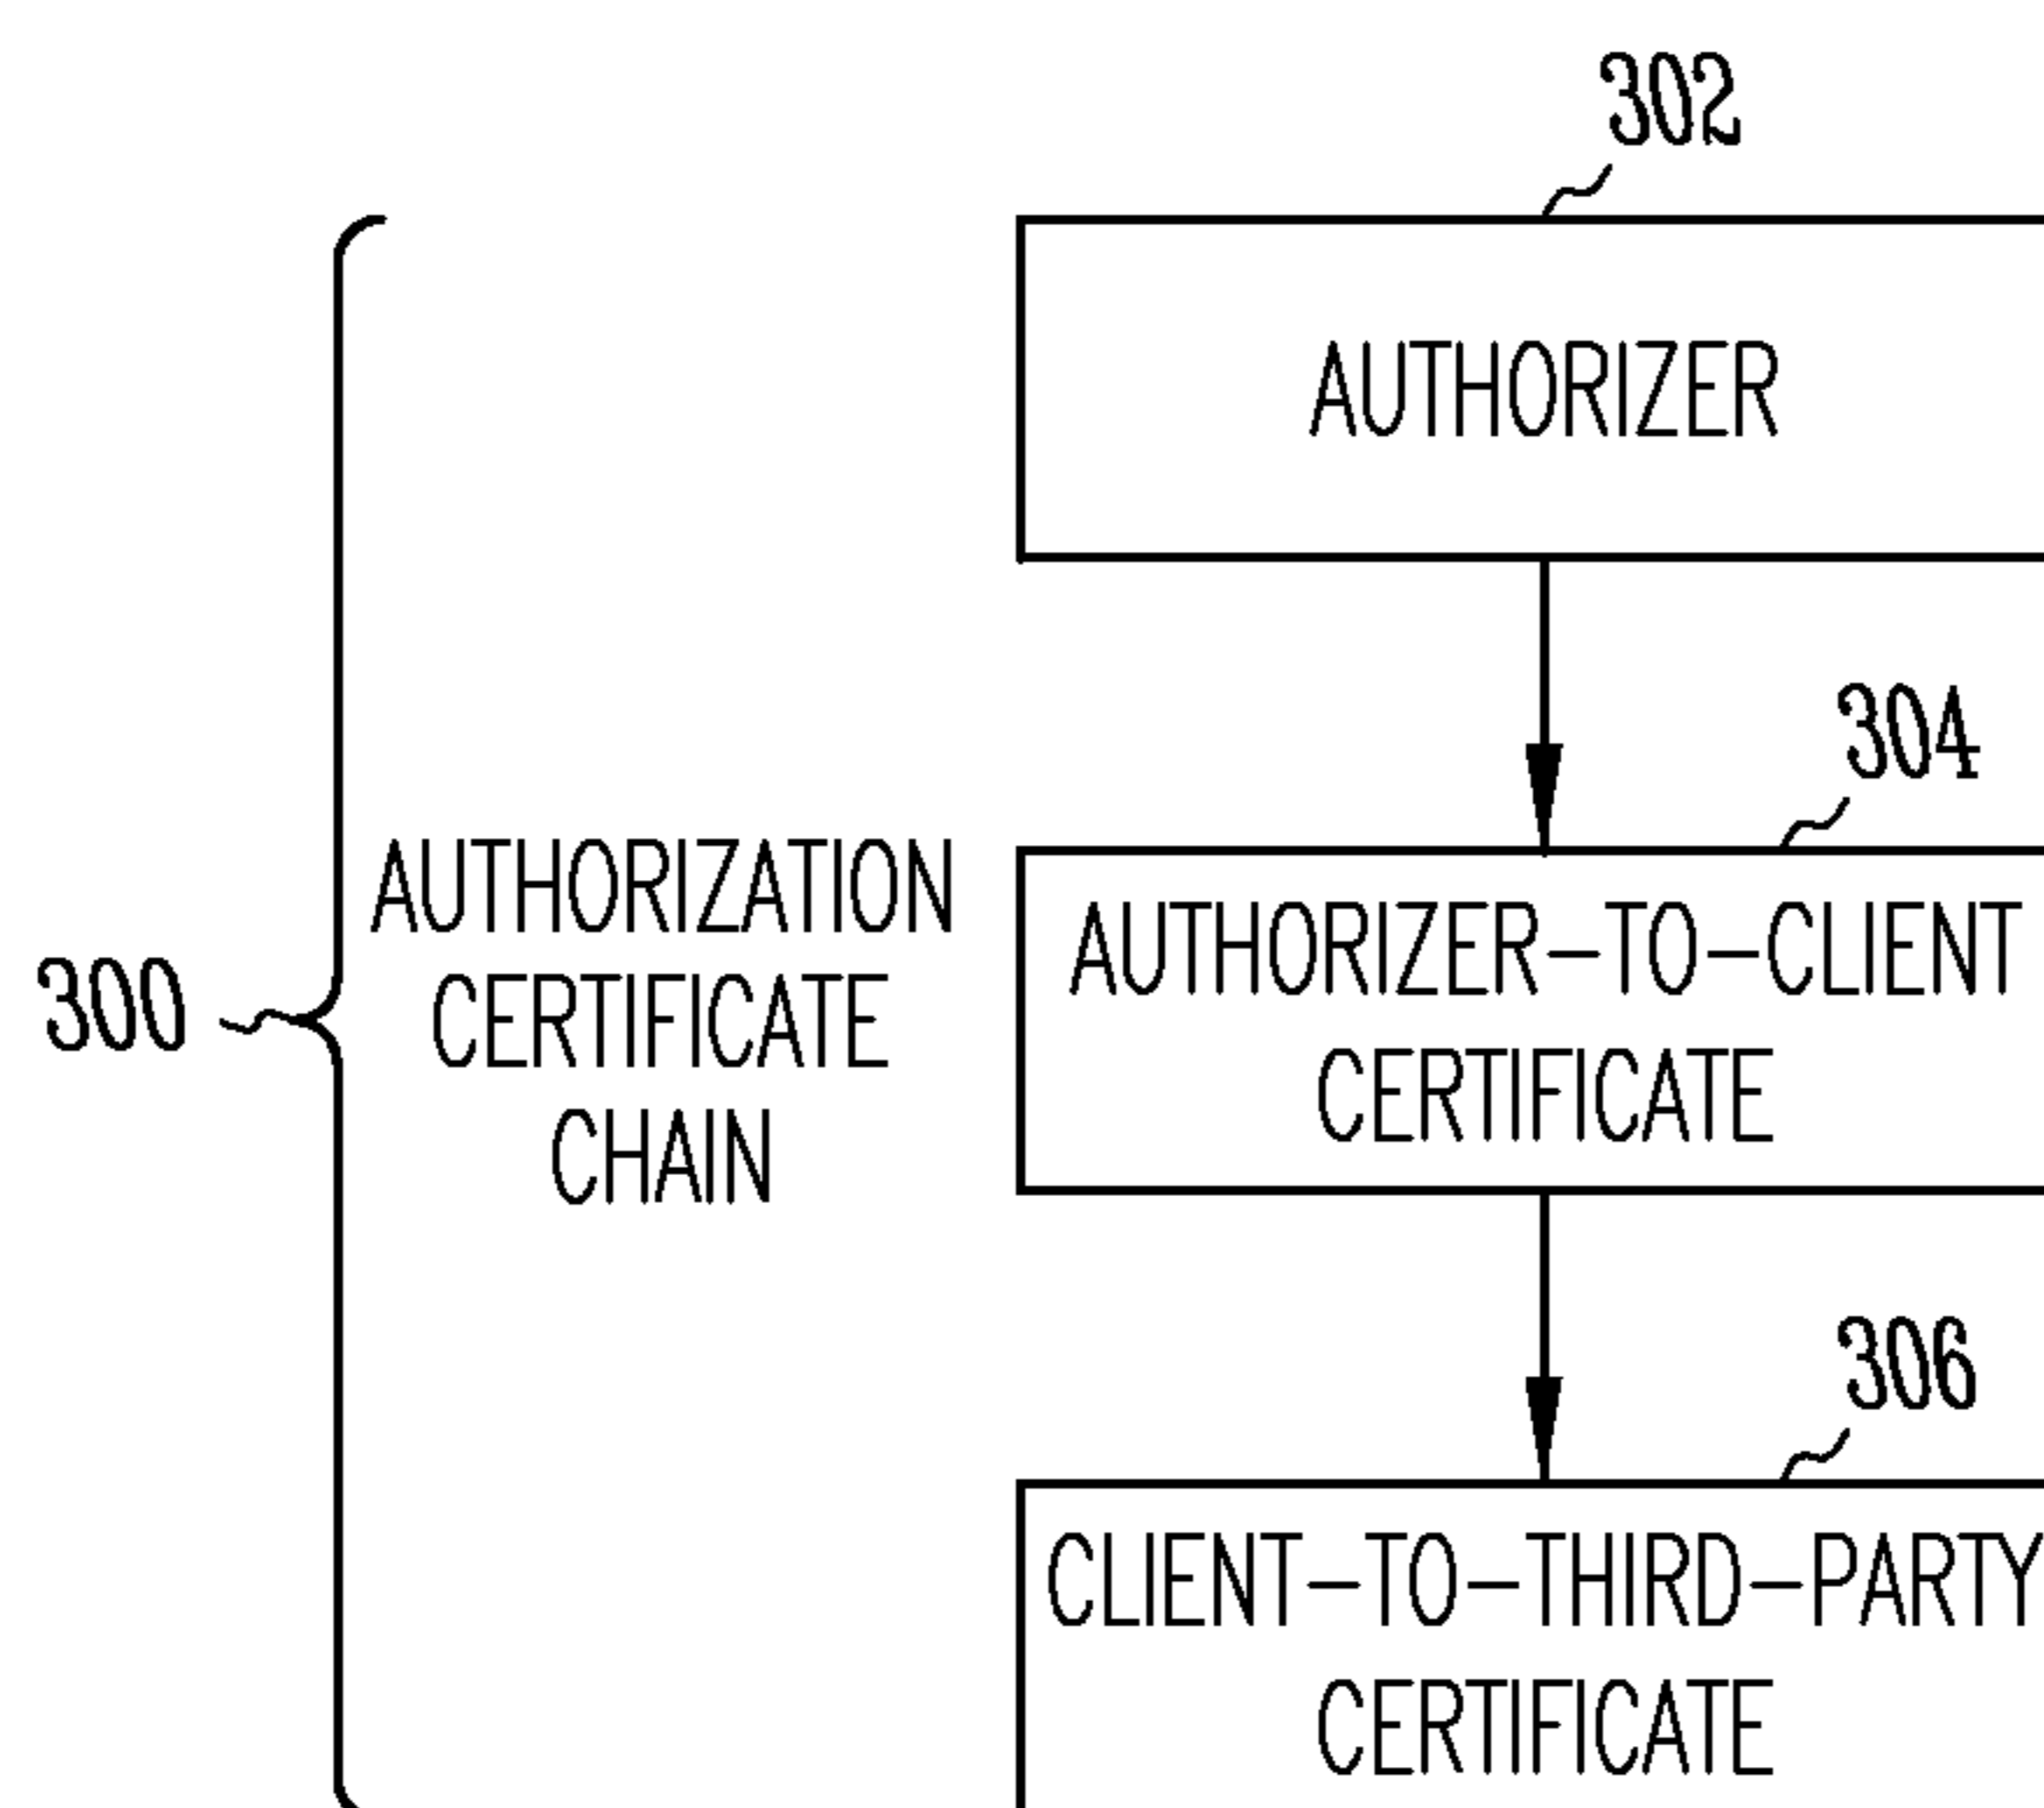 302
AUTHORIZER
304
AUTHORIZER-TO-CLIENT
CERTIFICATE
300
AUTHORIZATION
CERTIFICATE
CHAIN
306
CLIENT-TO-THIRD-PARTY
CERTIFICATE